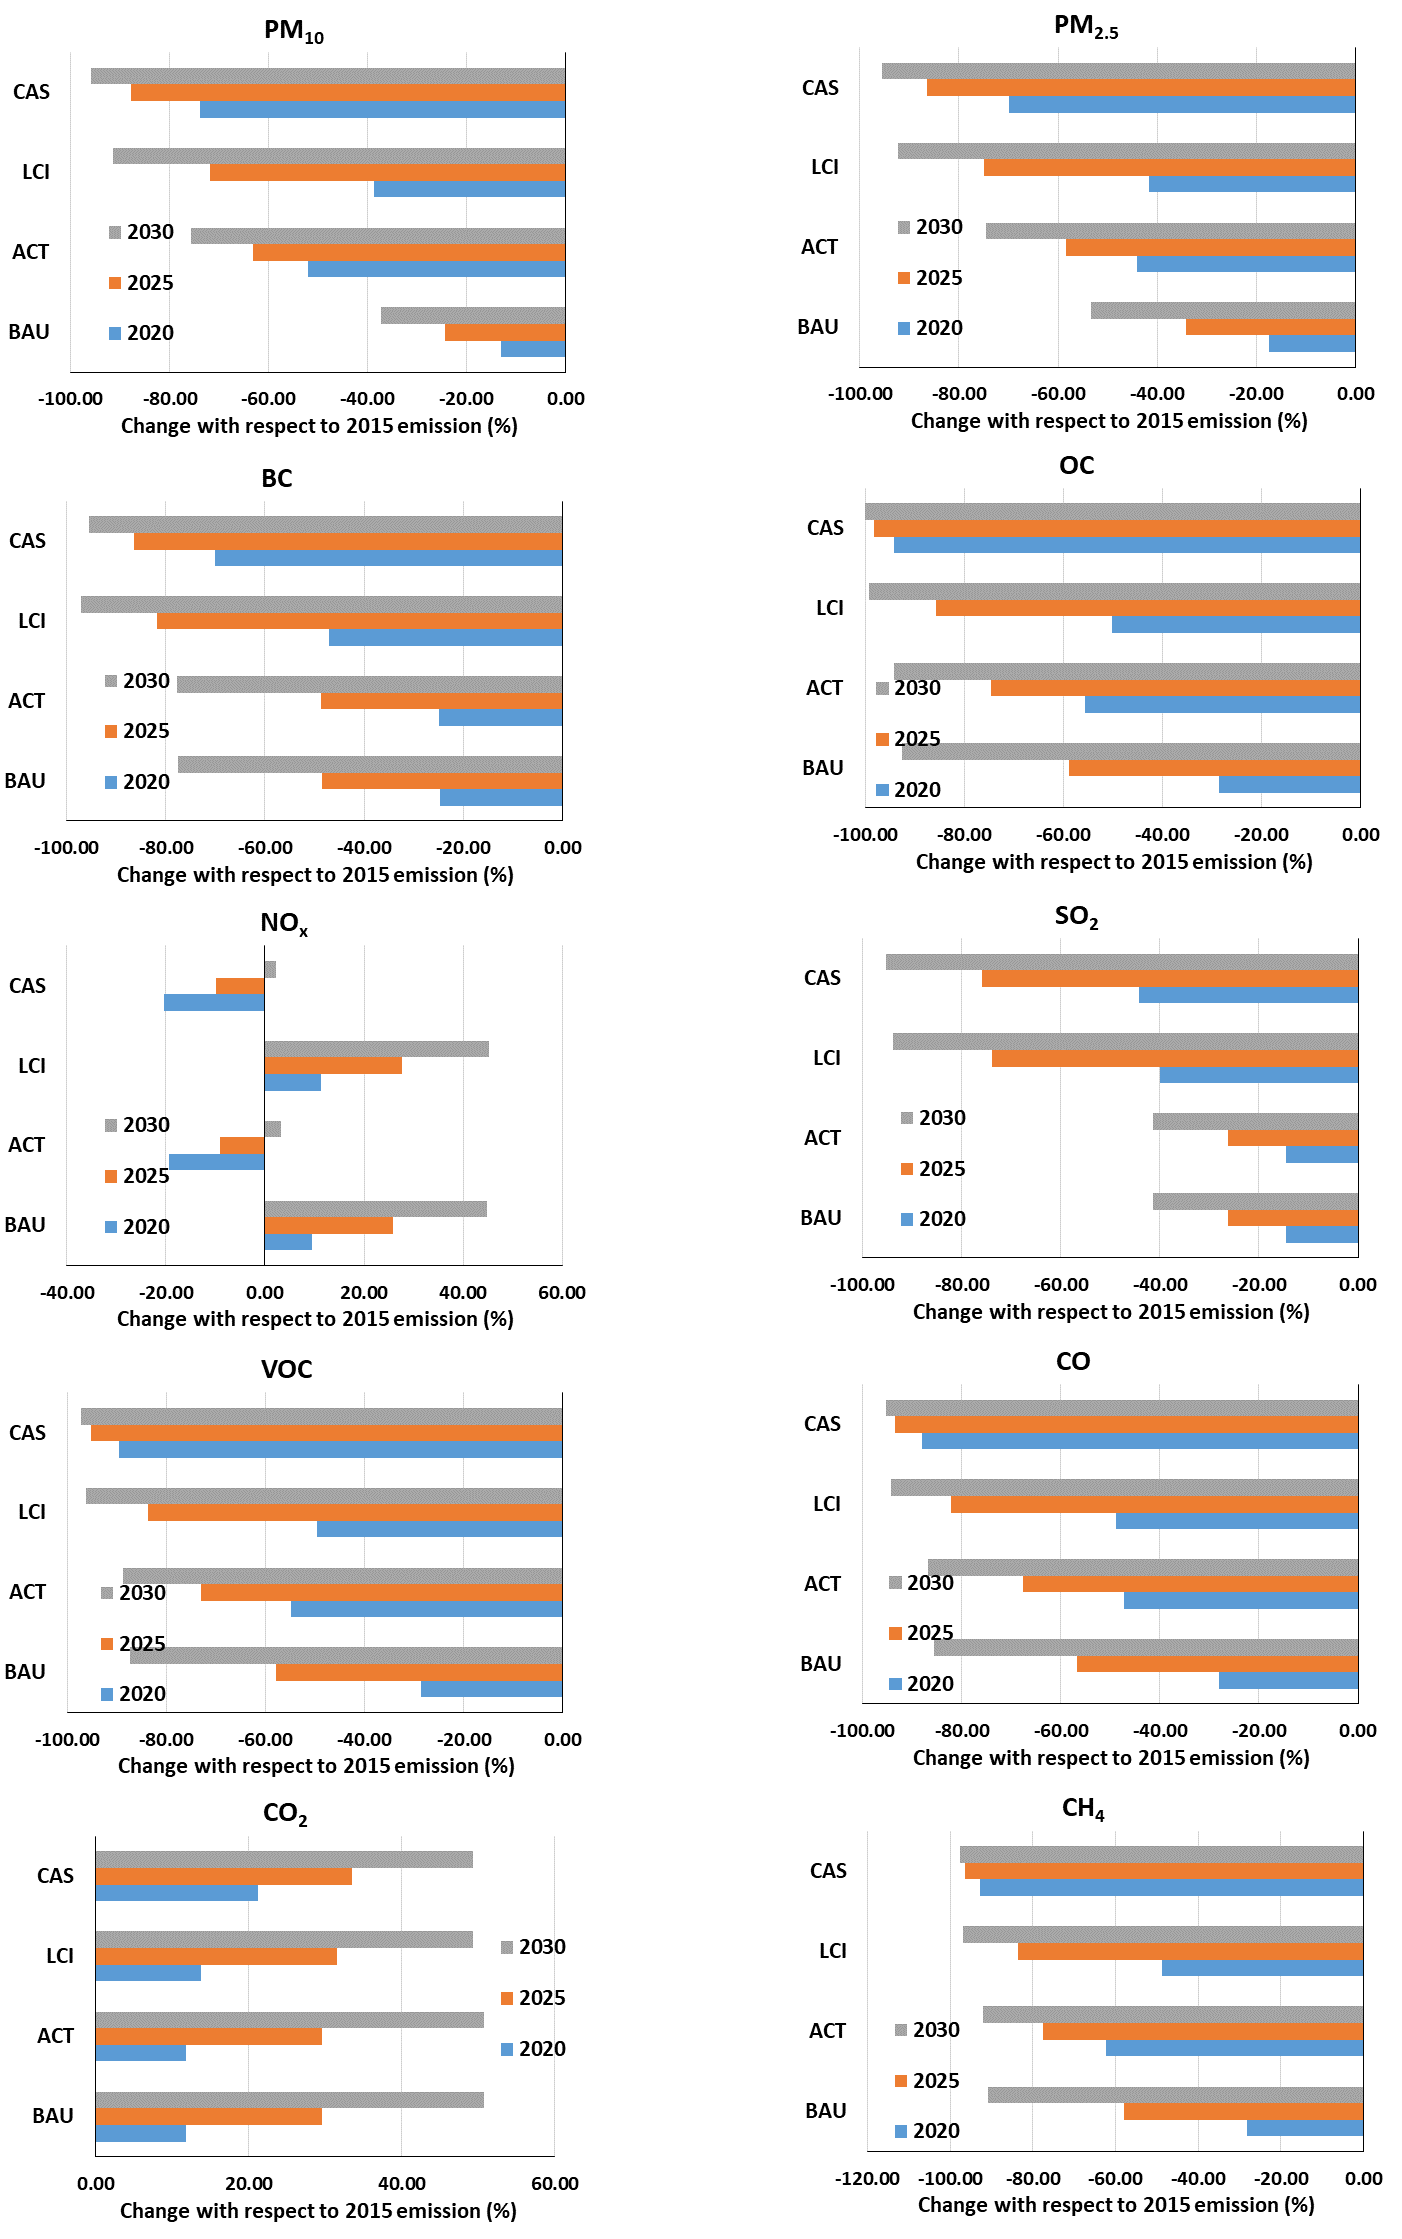 PM10
CAS
LCI
ACT
BAU
2030
2025
2020
-100.00 -80.00 -60.00 -40.00 -20.00 0.00
Change with respect to 2015 emission (%)
PM2.5
CAS
LCI
ACT
BAU
2030
2025
2020
-100.00 -80.00 -60.00 -40.00 -20.00 0.00
Change with respect to 2015 emission (%)
BC
CAS
LCI
ACT
BAU
2030
2025
2020
-100.00 -80.00 -60.00 -40.00 -20.00 0.00
Change with respect to 2015 emission (%)
OC
CAS
LCI
ACT
BAU
2030
2025
2020
-100.00 -80.00 -60.00 -40.00 -20.00 0.00
Change with respect to 2015 emission (%)
NOx
CAS
LCI
ACT
BAU
2030
2025
2020
-40.00 -20.00 0.00 20.00 40.00 60.00
Change with respect to 2015 emission (%)
SO2
CAS
LCI
ACT
BAU
2030
2025
2020
-100.00 -80.00 -60.00 -40.00 -20.00 0.00
Change with respect to 2015 emission (%)
VOC
CAS
LCI
ACT
BAU
2030
2025
2020
-100.00 -80.00 -60.00 -40.00 -20.00 0.00
Change with respect to 2015 emission (%)
CO
CAS
LCI
ACT
BAU
2030
2025
2020
-100.00 -80.00 -60.00 -40.00 -20.00 0.00
Change with respect to 2015 emission (%)
CO2
CAS
LCI
ACT
BAU
2030
2025
2020
0.00 20.00 40.00 60.00
Change with respect to 2015 emission (%)
CH4
CAS
LCI
ACT
BAU
2030
2025
2020
-120.00 -100.00 -80.00 -60.00 -40.00 -20.00 0.00
Change with respect to 2015 emission (%)